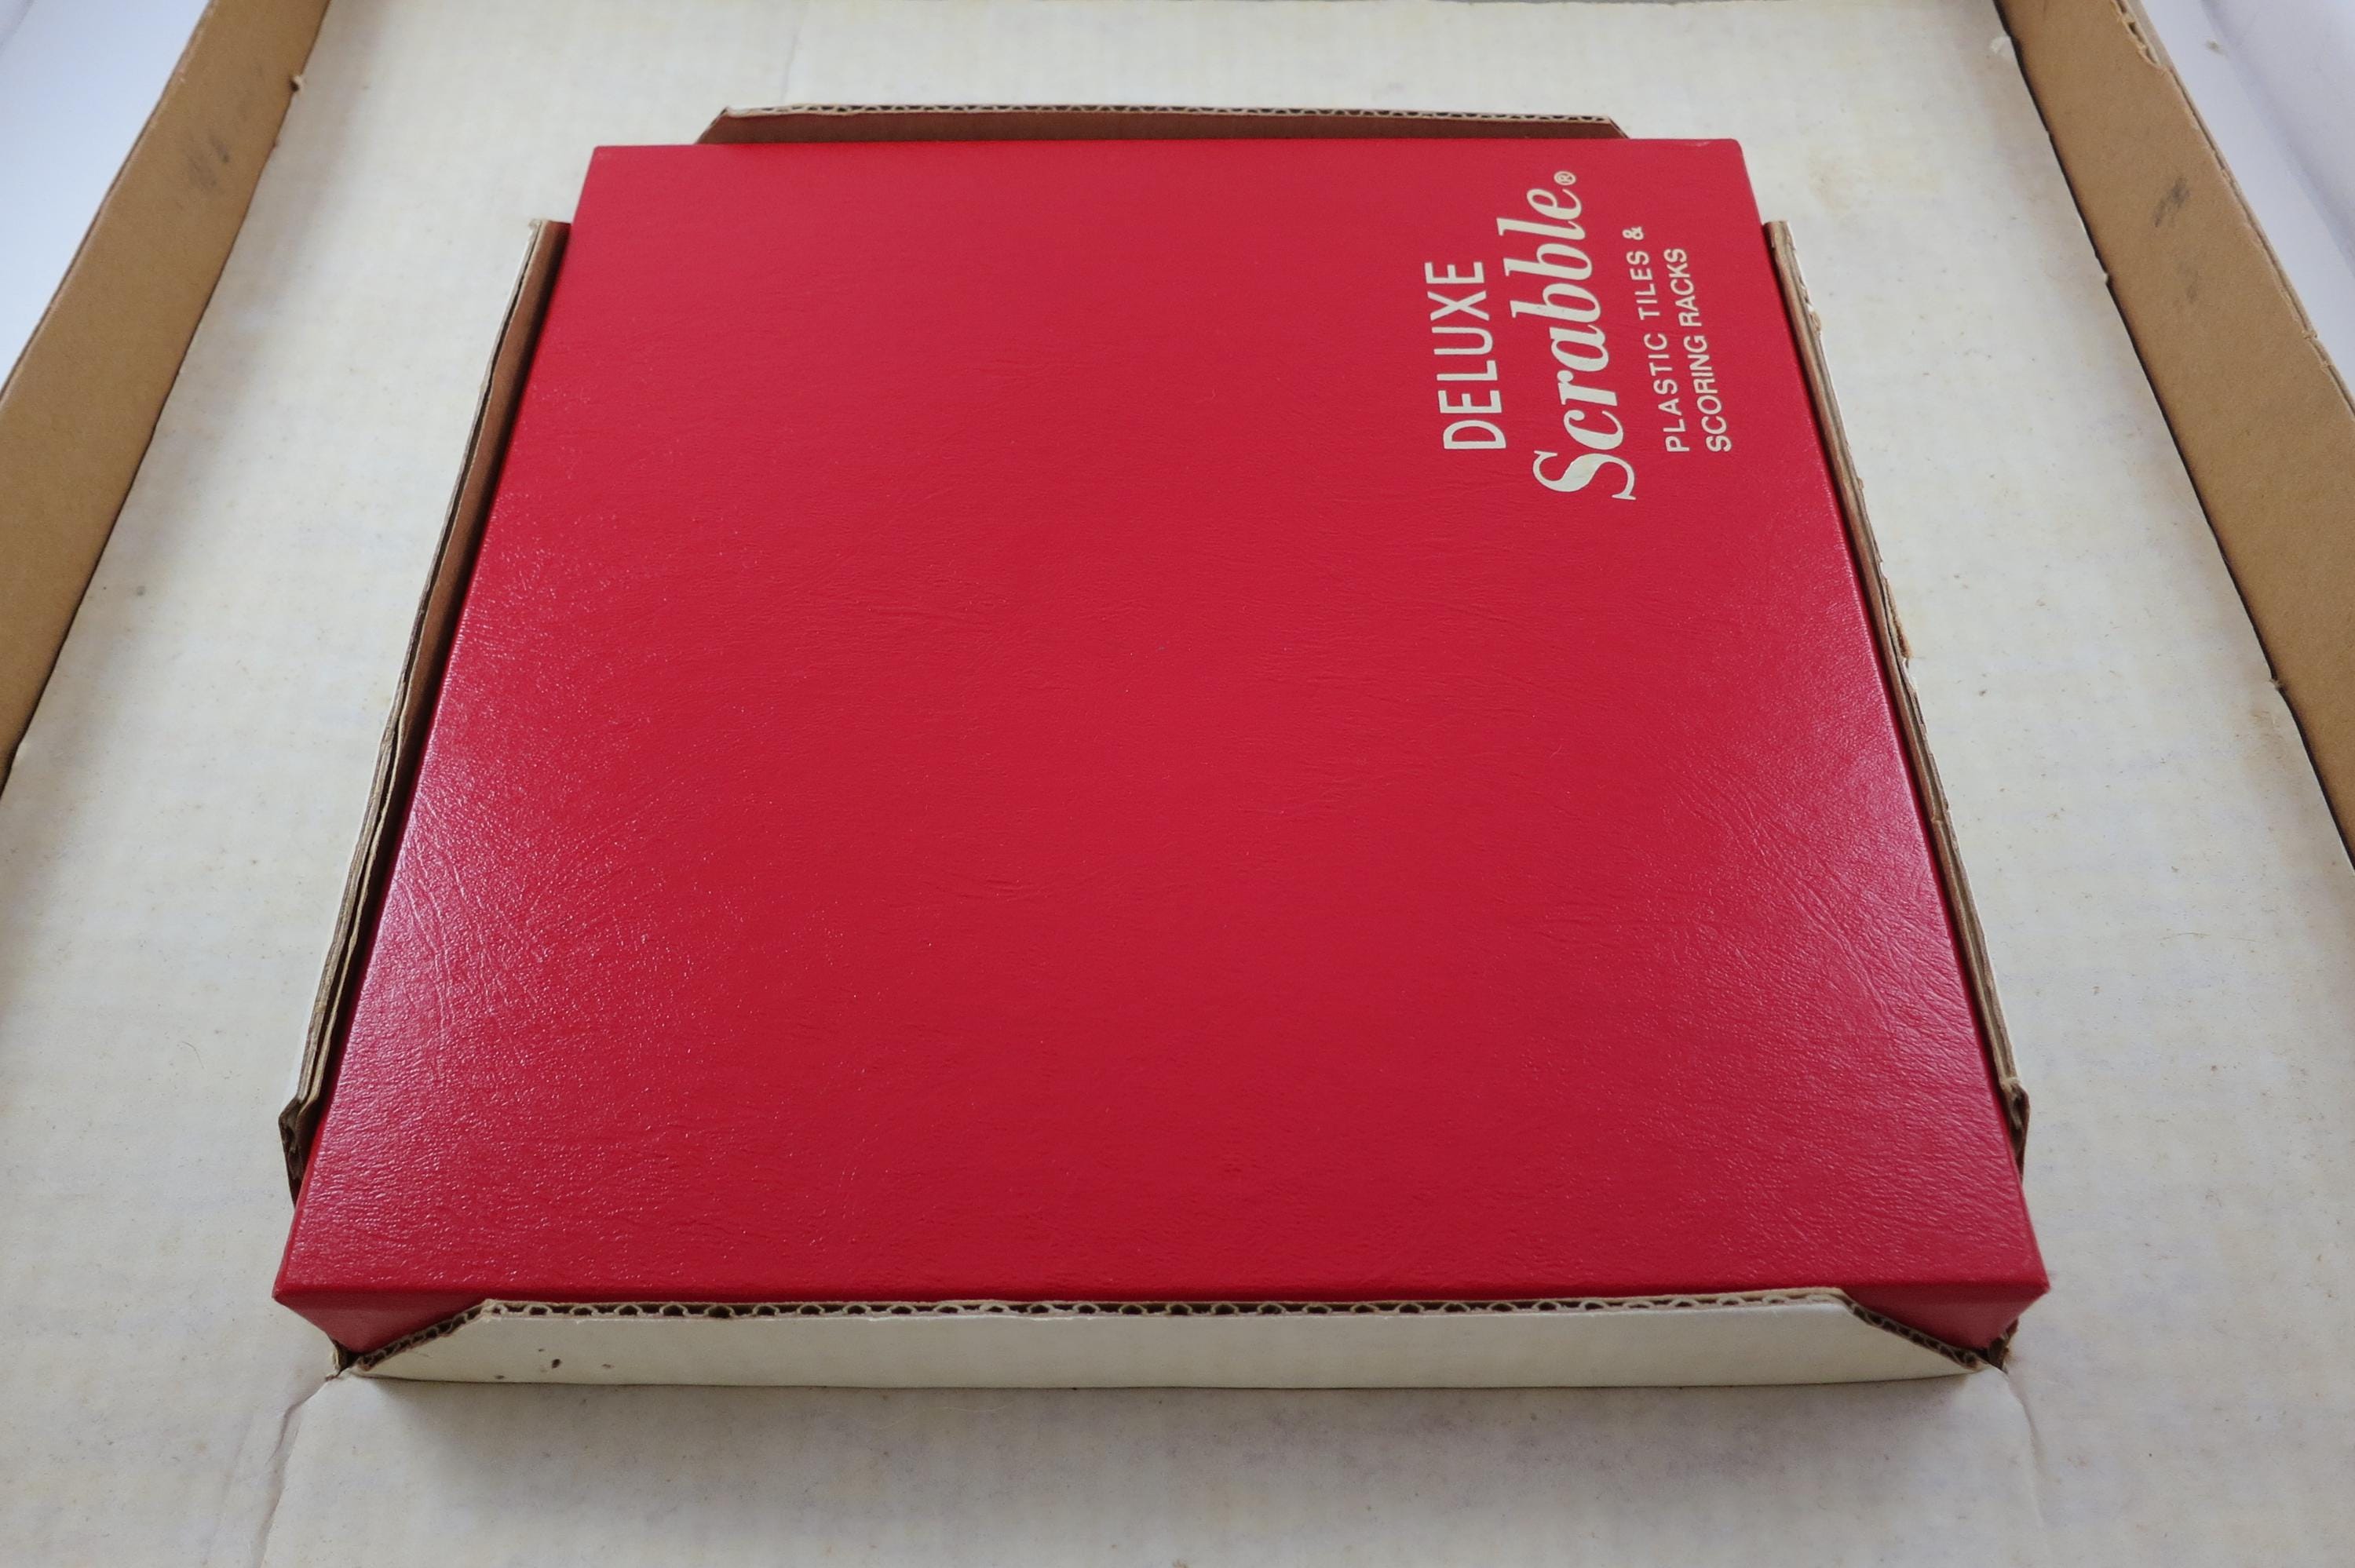 DELUXE
Scrabble®
PLASTIC TILES &
SCORING RACKS